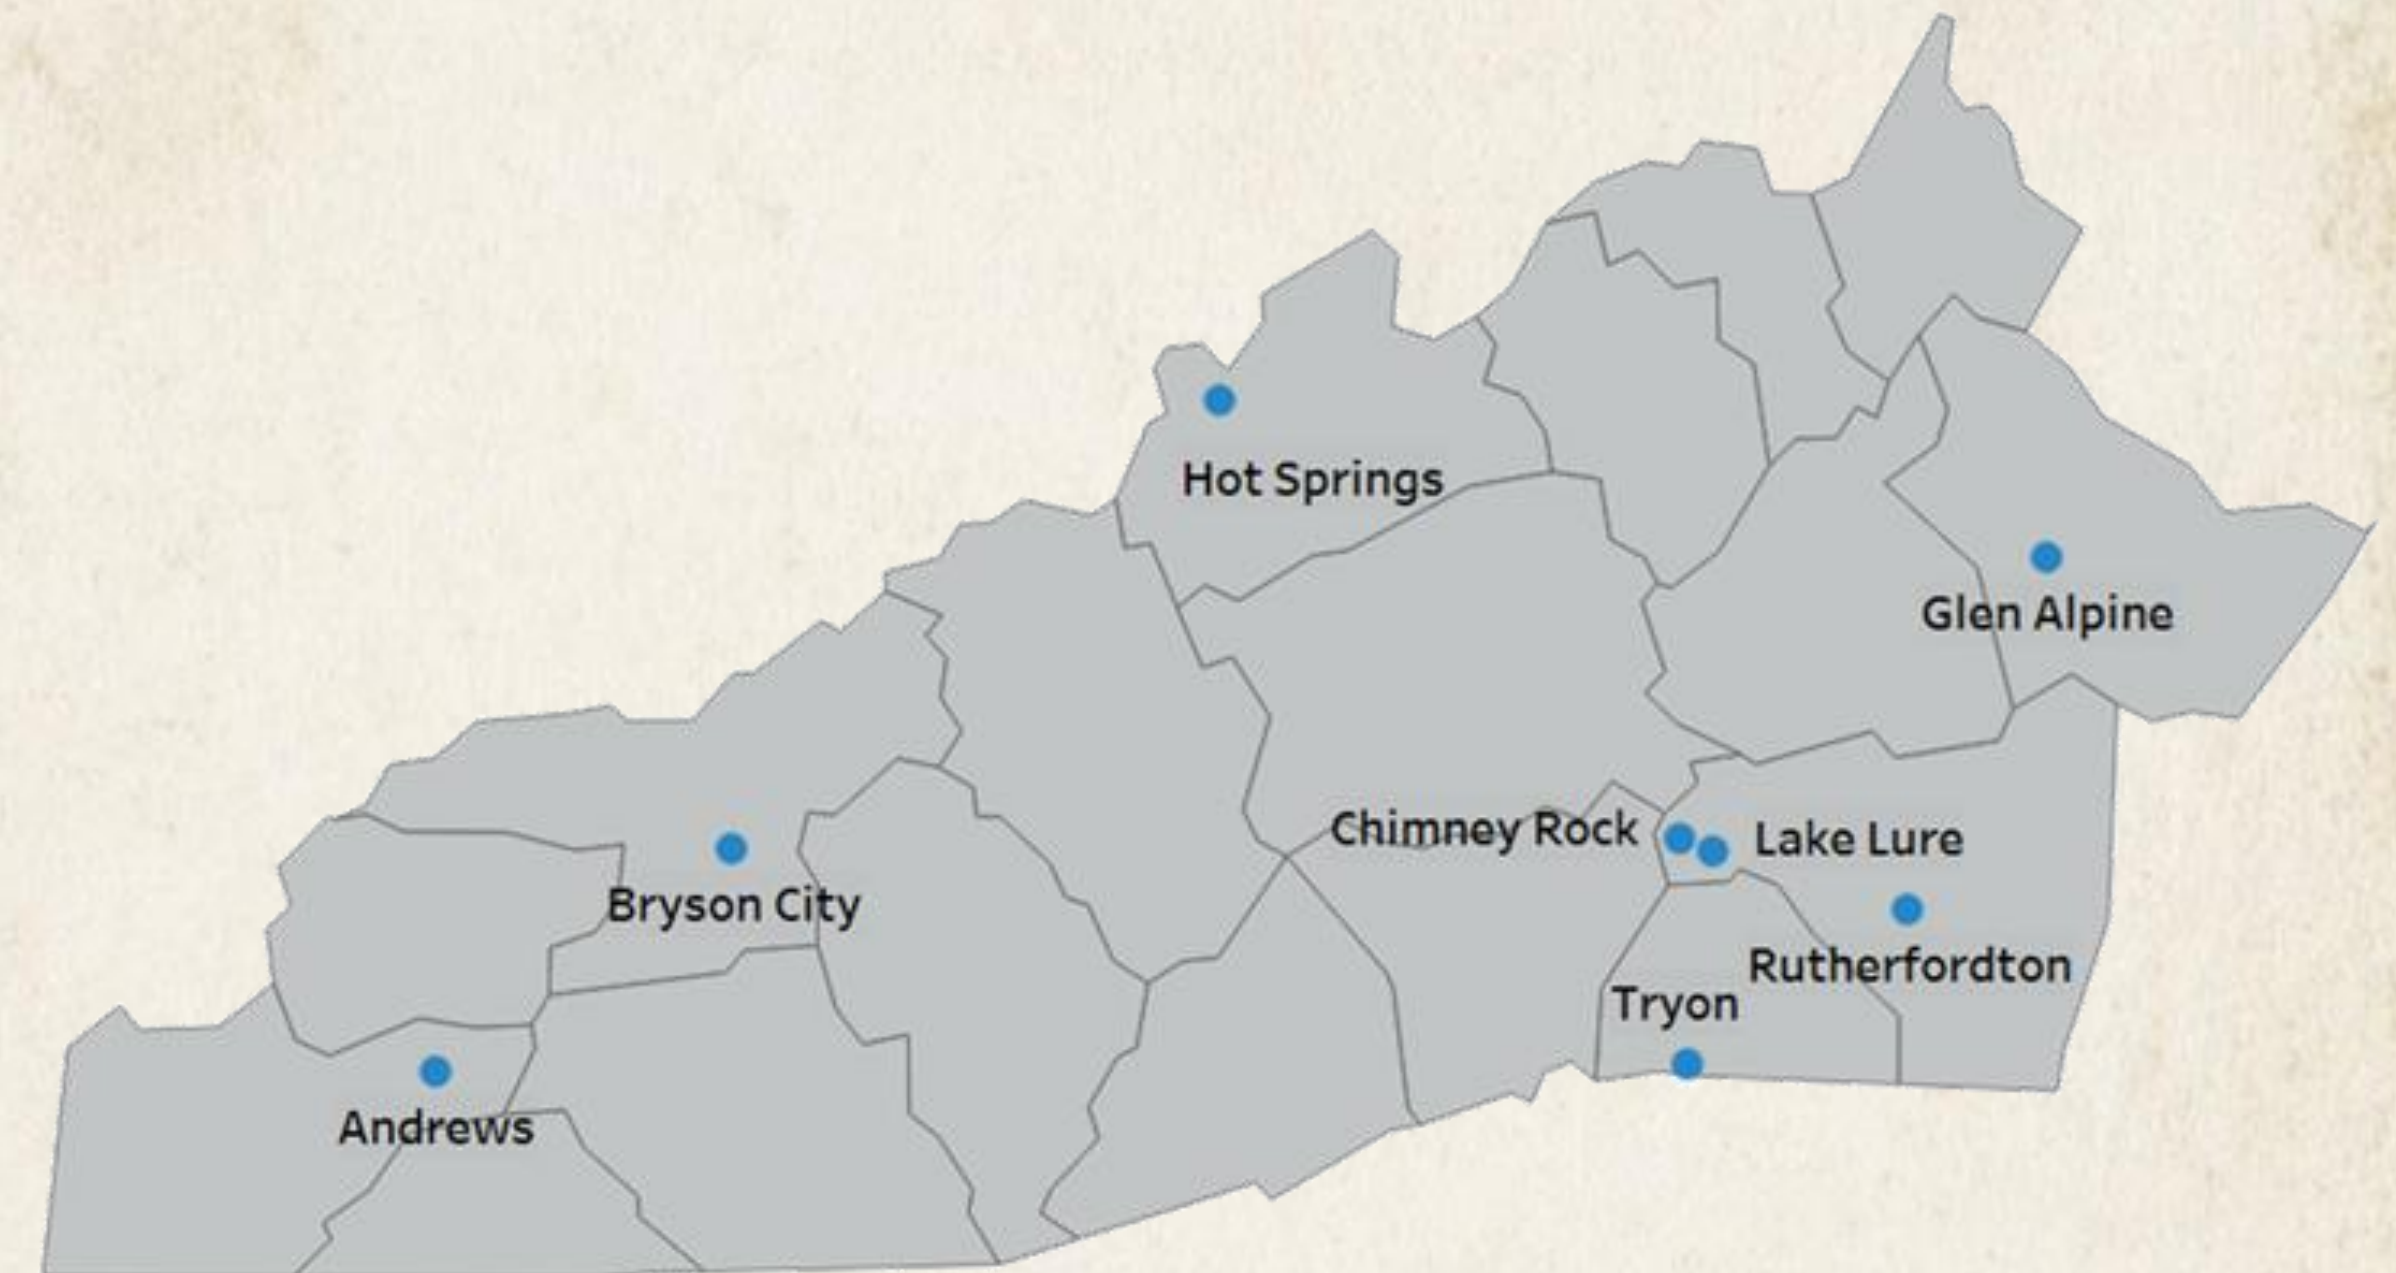 Hot Springs
Glen Alpine
Chimney Rock
Lake Lure
Bryson City
Rutherfordton
Tryon
Andrews